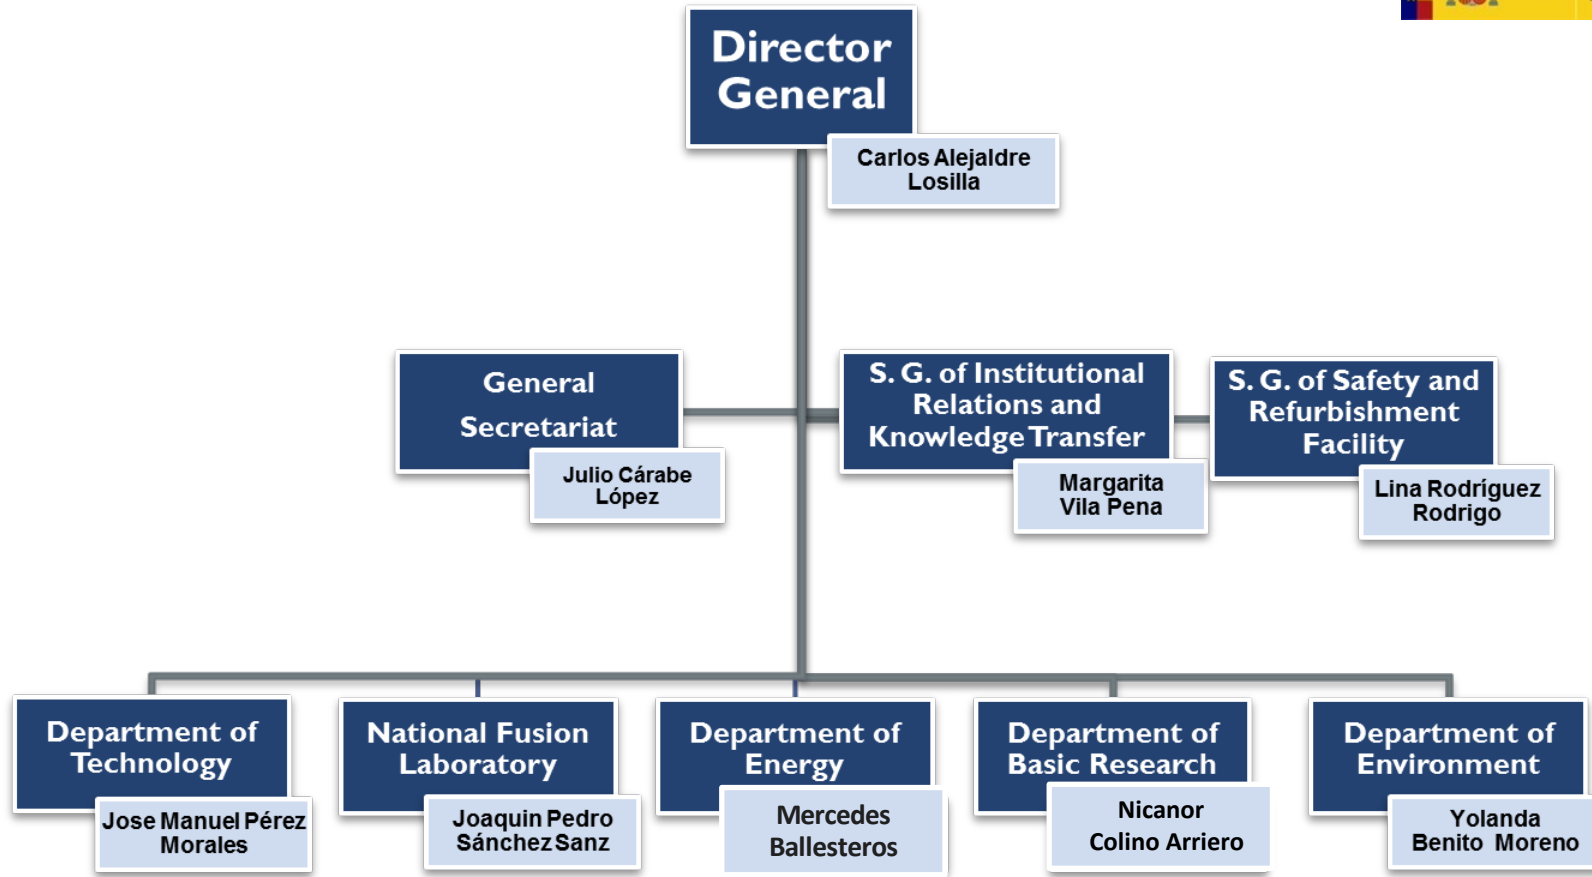 Director
General
Carlos Alejaldre
Losilla
General
Secretariat
Julio Cárabe
López
S. G. of Institutional
Relations and
Knowledge Transfer
Margarita
Vila Pena
S. G. of Safety and
Refurbishment
Facility
Lina Rodríguez
Rodrigo
Department of
Technology
Jose Manuel Pérez
Morales
National Fusion
Laboratory
Joaquin Pedro
Sánchez Sanz
Department of
Energy
Mercedes
Ballesteros
Department of
Basic Research
Nicanor
Colino Arriero
Department of
Environment
Yolanda
Benito Moreno